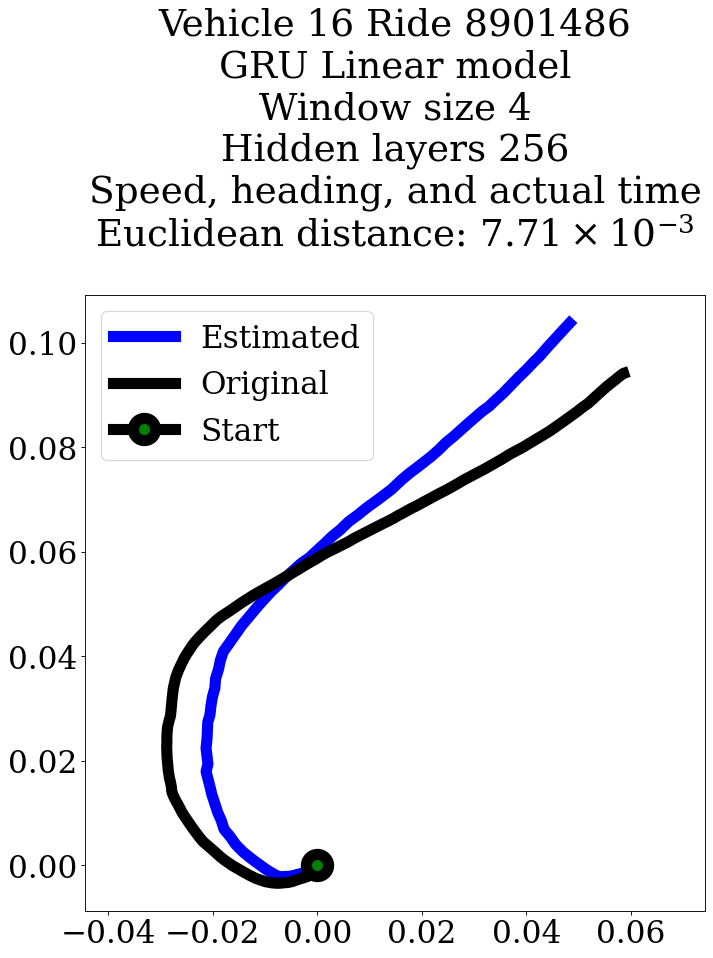 Vehicle 16 Ride 8901486
GRU Linear model
Window size 4
Hidden layers 256
Speed, heading, and actual time
Euclidean distance: 7.71 × 10⁻³
Estimated
Original
Start
0.10
0.08
0.06
0.04
0.02
0.00
−0.04 −0.02 0.00 0.02 0.04 0.06